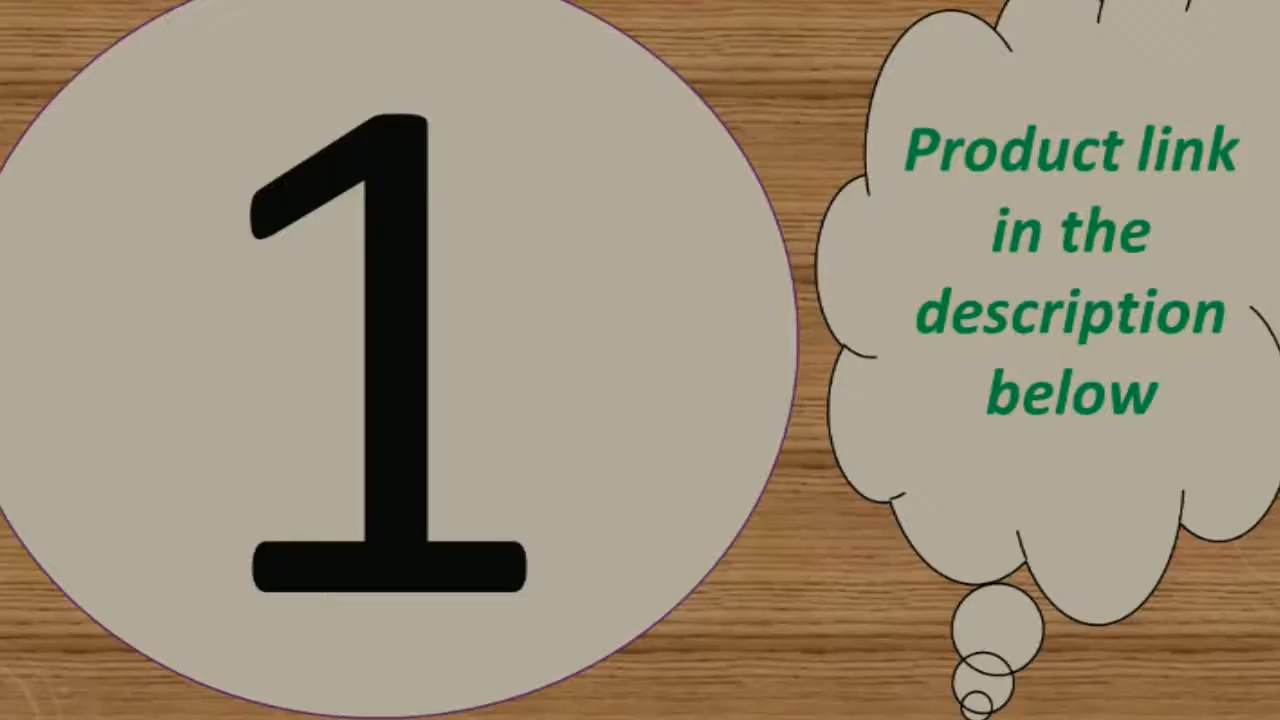 1
Product link
in the
description
below